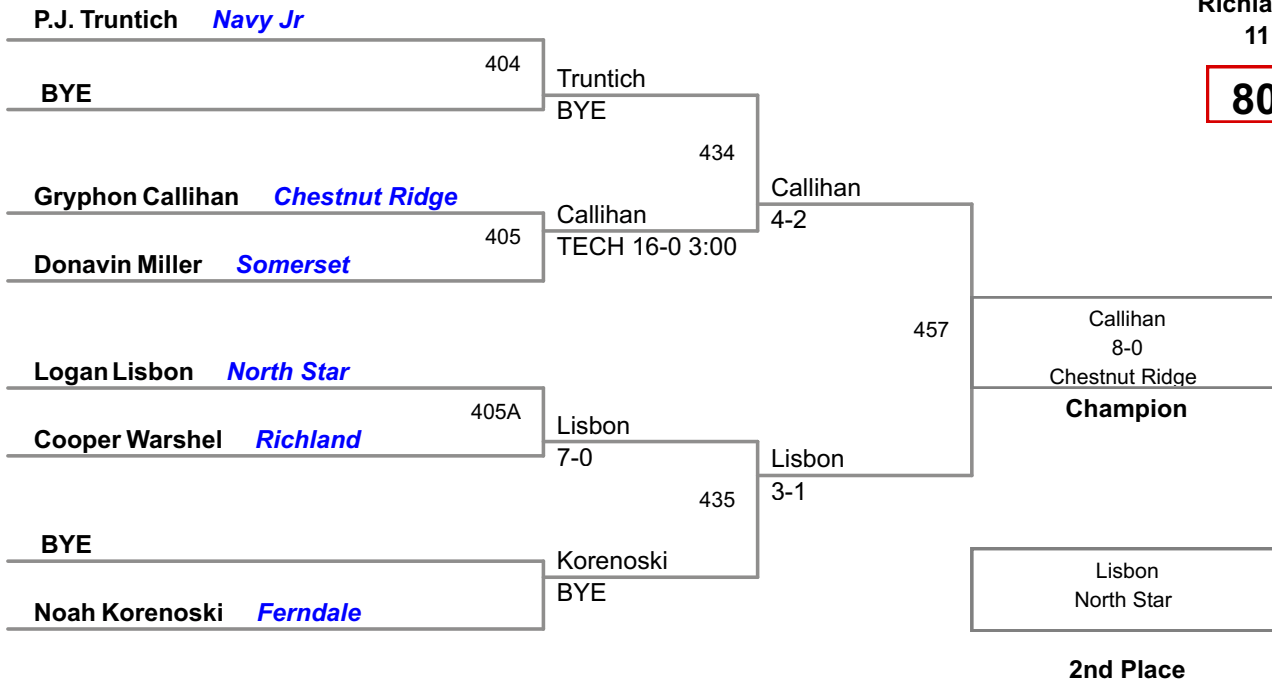 P.J. Truntich Navy Jr
404
BYE
Truntich
BYE
434
Gryphon Callihan Chestnut Ridge
405
Donavin Miller Somerset
Callihan
TECH 16-0 3:00
Callihan
4-2
Logan Lisbon North Star
405A
Cooper Warshel Richland
Lisbon
7-0
435
BYE
Noah Korenoski Ferndale
Korenoski
BYE
Lisbon
3-1
457
Callihan
8-0
Chestnut Ridge
Champion
Lisbon
North Star
2nd Place
11
80